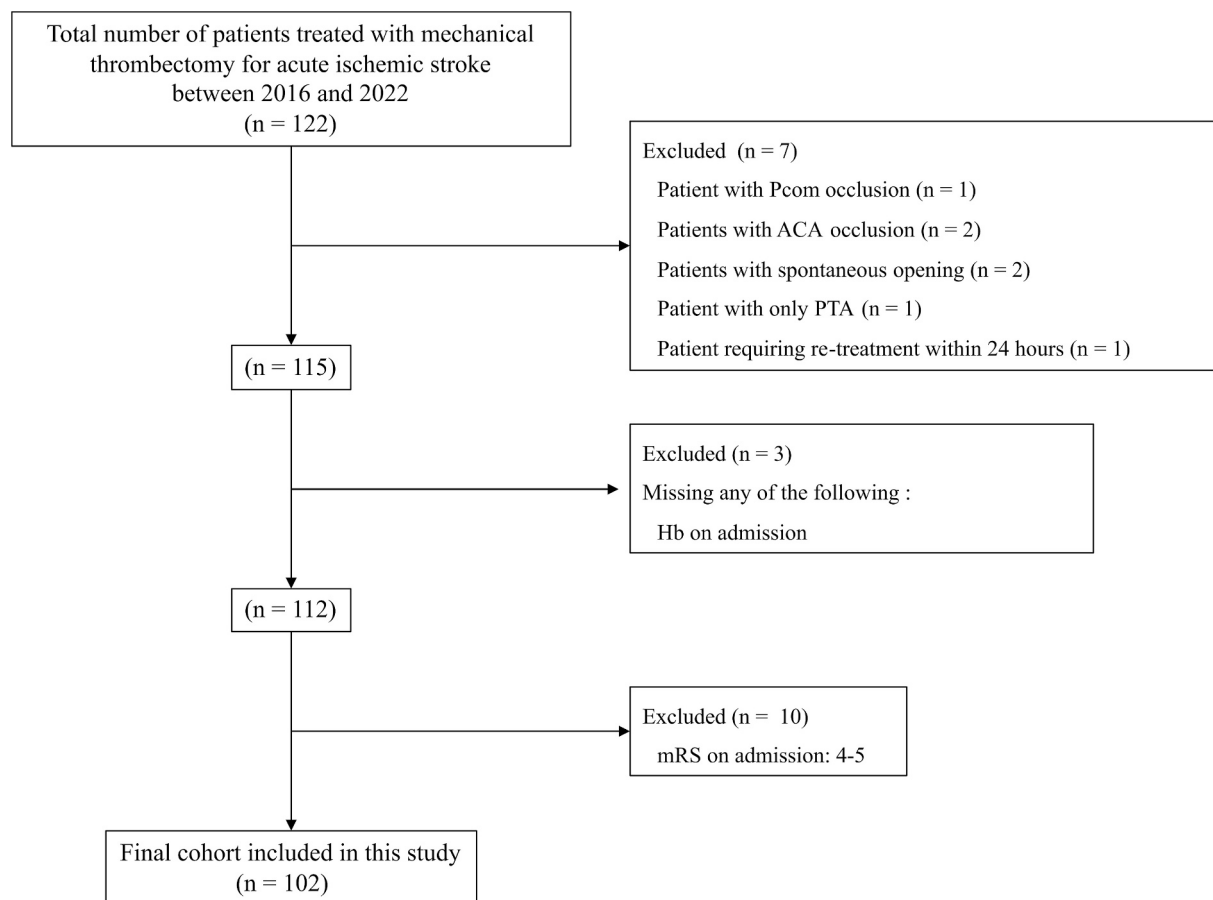 Total number of patients treated with mechanical
thrombectomy for acute ischemic stroke
between 2016 and 2022
(n = 122)
Excluded (n = 7)
Patient with Pcom occlusion (n = 1)
Patients with ACA occlusion (n = 2)
Patients with spontaneous opening (n = 2)
Patient with only PTA (n = 1)
Patient requiring re-treatment within 24 hours (n = 1)
(n = 115)
Excluded (n = 3)
Missing any of the following :
Hb on admission
(n = 112)
Excluded (n = 10)
mRS on admission: 4-5
Final cohort included in this study
(n = 102)